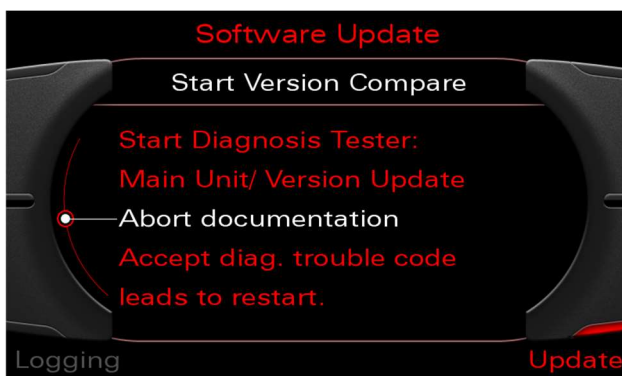 Software Update
Start Version Compare
Start Diagnosis Tester:
Main Unit/ Version Update
Abort documentation
Accept diag. trouble code
leads to restart.
Logging
Update